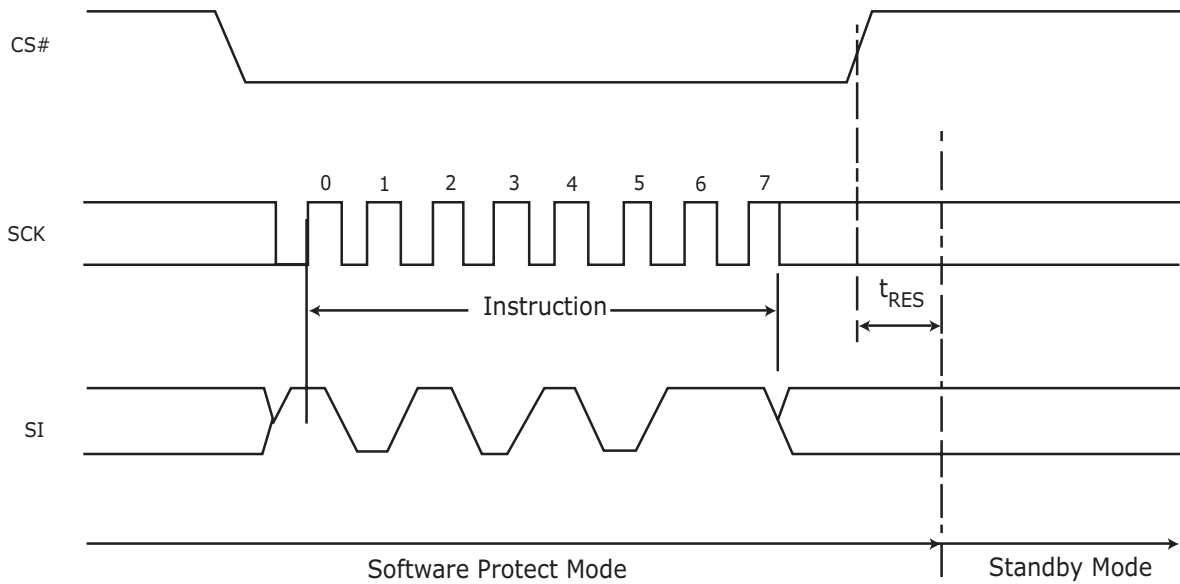 CS#
0 1 2 3 4 5 6 7
SCK
Instruction
tRES
SI
Software Protect Mode
Standby Mode